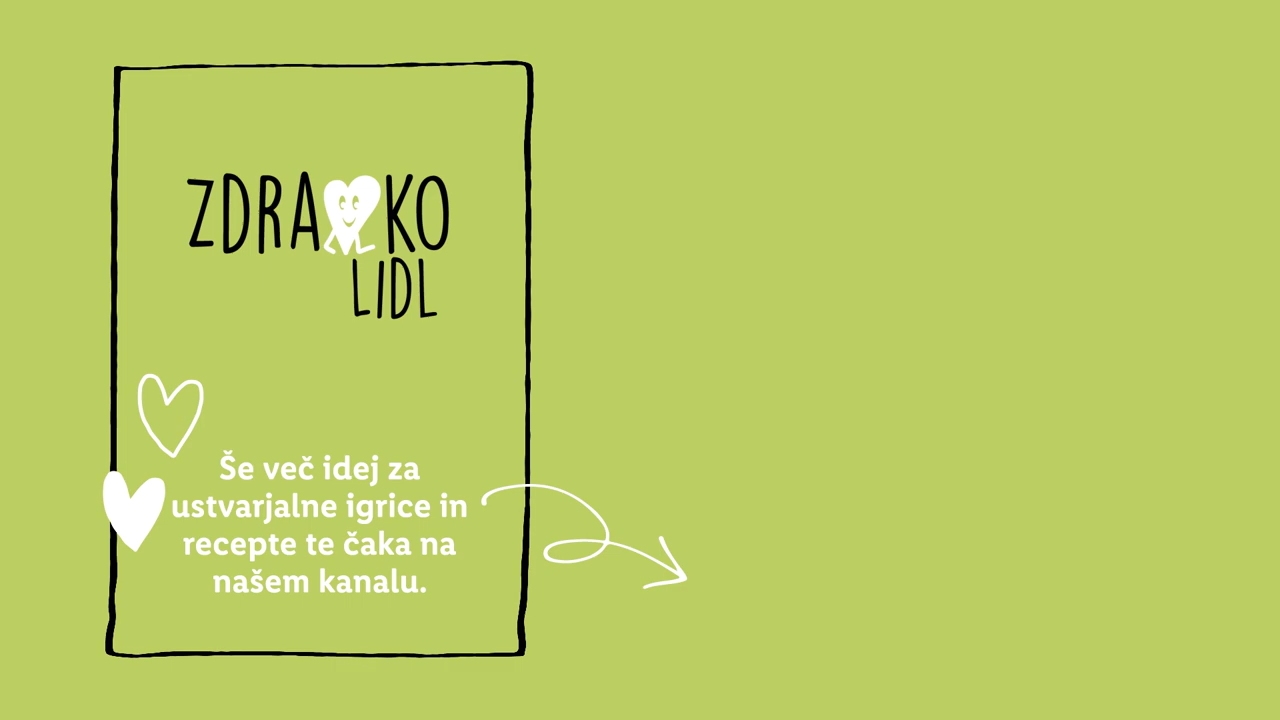 ZDRAVKO
LIDL
Še več idej za
ustvarjalne igrice in
recepte te čaka na
našem kanalu.